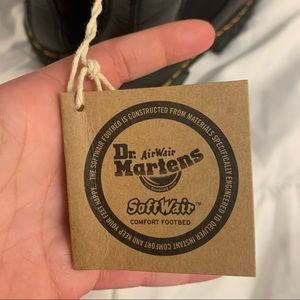 THE SOFTWAIR FOOTBED IS CONSTRUCTED FROM MATERIALS SPECIFICALLY ENGINEERED TO DELIVER INSTANT COMFORT AND KEEP YOUR FEET HAPPY...
Dr. AirWair
Martens
SoftWair™
COMFORT FOOTBED